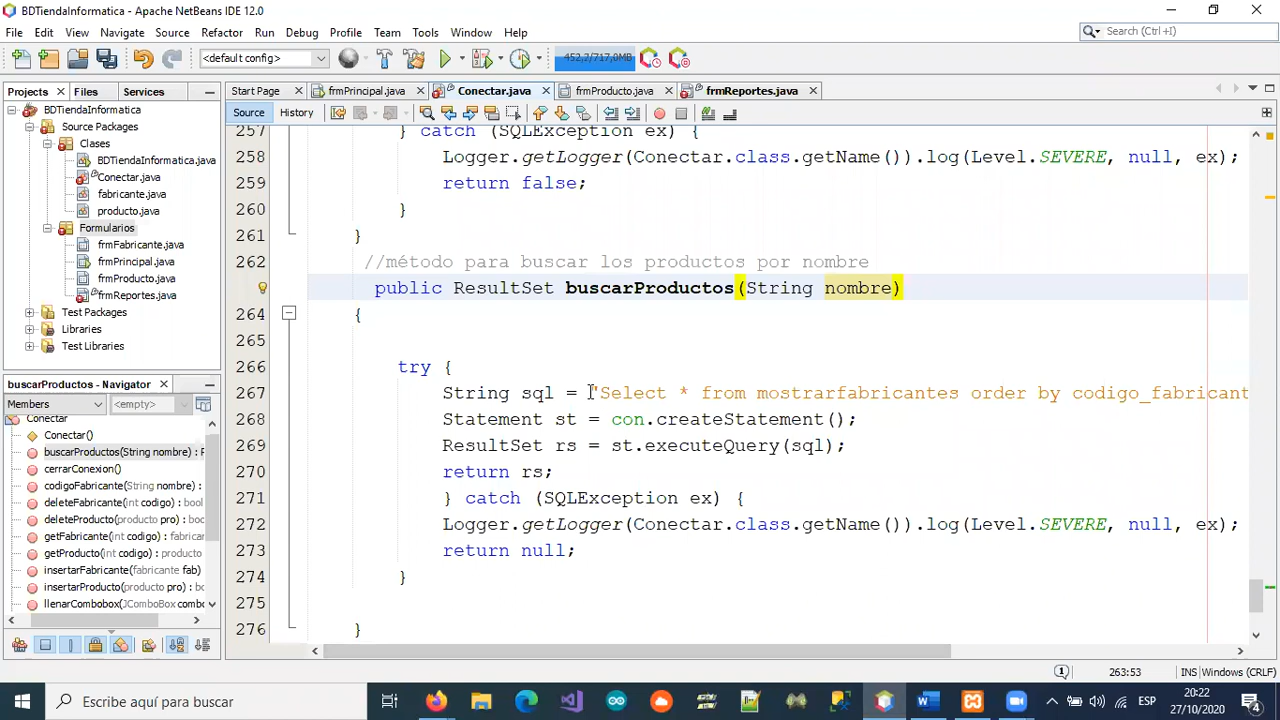 BDTiendaInformatica - Apache NetBeans IDE 12.0
File Edit View Navigate Source Refactor Run Debug Profile Team Tools Window Help
Search (Ctrl +I)
<default config>
452,2/717,0MB
Projects Files Services
Start Page frmPrincipal.java Conectar.java frmProducto.java frmReportes.java
BDTiendaInformatica
Source Packages
Clases
BDTiendaInformatica.java
Conectar.java
fabricante.java
producto.java
Formularios
frmFabricante.java
frmPrincipal.java
frmProducto.java
frmReportes.java
Test Packages
Libraries
Test Libraries
buscarProductos - Navigator
Members <empty>
Conectar
Conectar()
buscarProductos(String nombre) : F
cerrarConexion()
codigoFabricante(String nombre) :
deleteFabricante(int codigo) : bool
deleteProducto(producto pro) : bo
getFabricante(int codigo) : fabrican
getProducto(int codigo) : producto
insertarFabricante(fabricante fab)
insertarProducto(producto pro) : b
llenarCombobox(JComboBox combo
Source History
257 } catch (SQLException ex) {
258 Logger.getLogger(Conectar.class.getName()).log(Level.SEVERE, null, ex);
259 return false;
260 }
261 }
262 //método para buscar los productos por nombre
public ResultSet buscarProductos(String nombre)
264 {
265
266 try {
267 String sql = "Select * from mostrarfabricantes order by codigo_fabricant
268 Statement st = con.createStatement();
269 ResultSet rs = st.executeQuery(sql);
270 return rs;
271 } catch (SQLException ex) {
272 Logger.getLogger(Conectar.class.getName()).log(Level.SEVERE, null, ex);
273 return null;
274 }
275
276 }
1 263:53 INS Windows (CRLF)
Escribe aquí para buscar
ESP
20:22
27/10/2020
4